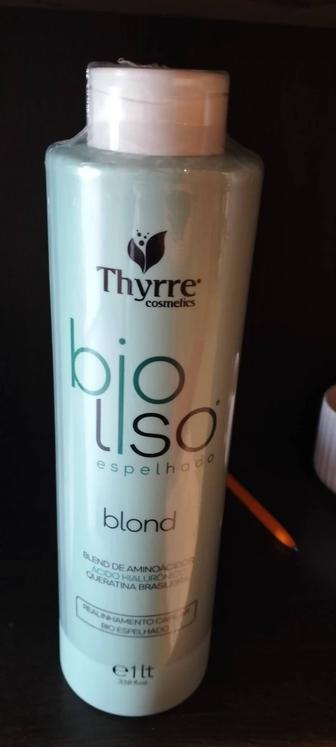 Thyrre®
cosmetics
bio
liso®
espelhado
blond
BLEND DE AMINOÁCIDOS
ÁCIDO HIALURÔNICO
QUERATINA BRASILEIRA
REALINHAMENTO CAPILAR
BIO ESPELHADO
e1lt